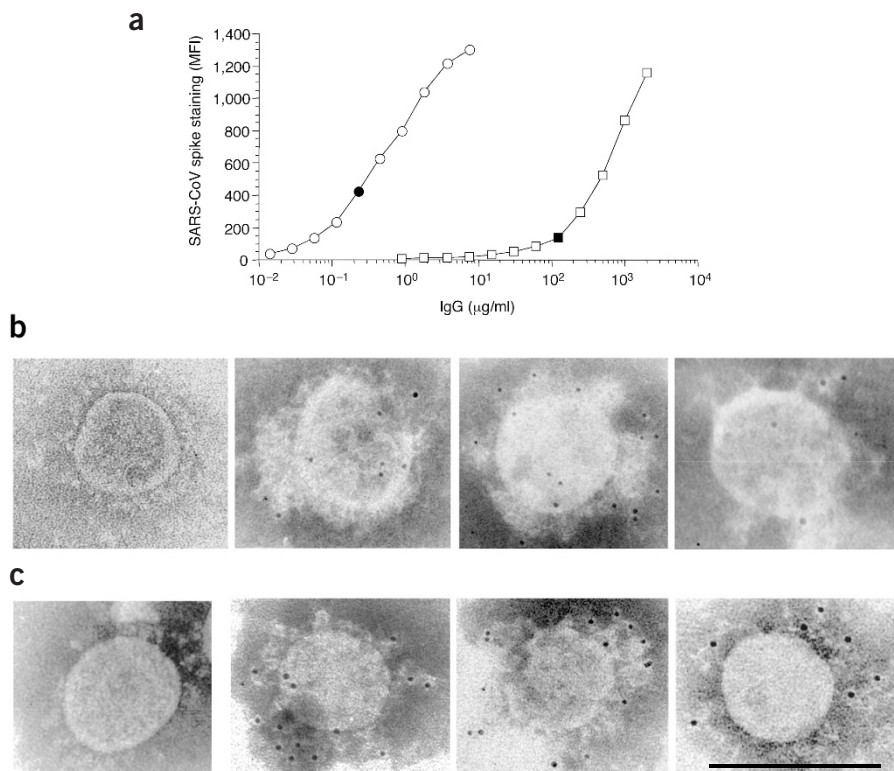 a
SARS-CoV spike staining (MFI)
1,400
1,200
1,000
800
600
400
200
0
10⁻² 10⁻¹ 10⁰ 10¹ 10² 10³ 10⁴
IgG (μg/ml)
b
c